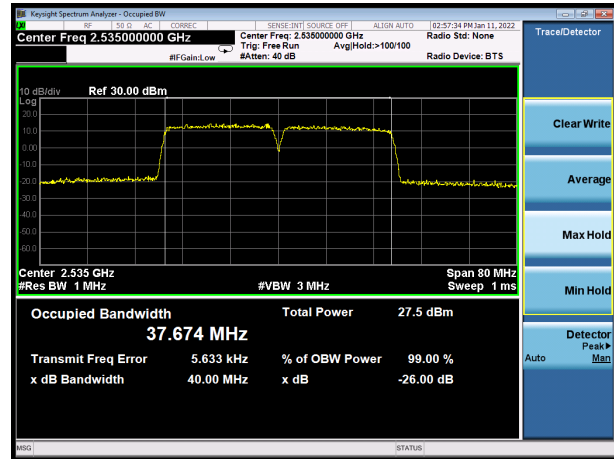 Keysight Spectrum Analyzer - Occupied BW
LXI RF 50 Ω AC CORREC SENSE:INT SOURCE OFF ALIGN AUTO 02:57:34 PM Jan 11, 2022
Center Freq 2.535000000 GHz
Center Freq: 2.535000000 GHz
Radio Std: None
Trig: Free Run Avg|Hold:>100/100
#IFGain:Low #Atten: 40 dB Radio Device: BTS
Trace/Detector
10 dB/div Ref 30.00 dBm
Log
20.0
10.0
0.00
-10.0
-20.0
-30.0
-40.0
-50.0
-60.0
Center 2.535 GHz Span 80 MHz
#Res BW 1 MHz #VBW 3 MHz Sweep 1 ms
Occupied Bandwidth Total Power 27.5 dBm
37.674 MHz
Transmit Freq Error 5.633 kHz % of OBW Power 99.00 %
x dB Bandwidth 40.00 MHz x dB -26.00 dB
Clear Write
Average
Max Hold
Min Hold
Detector
Peak▶
Auto Man
MSG STATUS